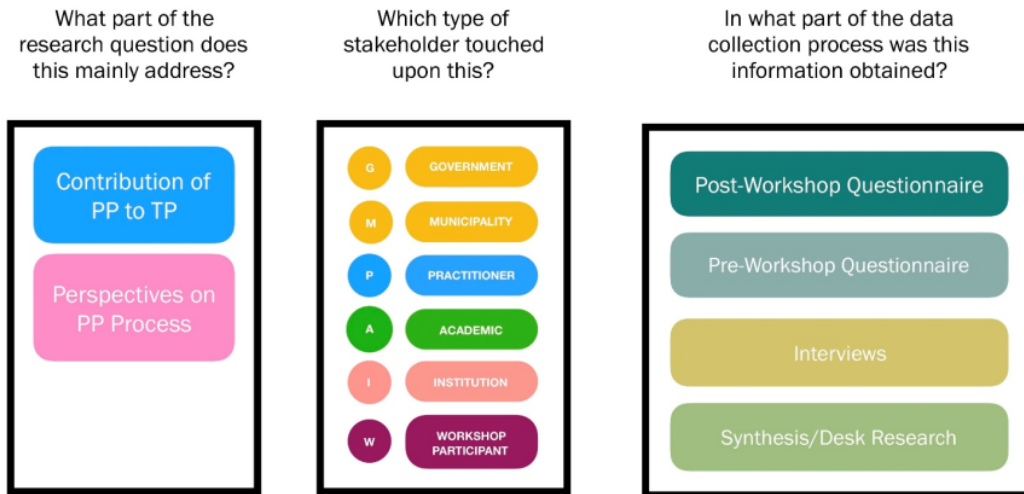 What part of the
research question does
this mainly address?
Contribution of
PP to TP
Perspectives on
PP Process
Which type of
stakeholder touched
upon this?
G GOVERNMENT
M MUNICIPALITY
P PRACTITIONER
A ACADEMIC
I INSTITUTION
W WORKSHOP
PARTICIPANT
In what part of the data
collection process was this
information obtained?
Post-Workshop Questionnaire
Pre-Workshop Questionnaire
Interviews
Synthesis/Desk Research